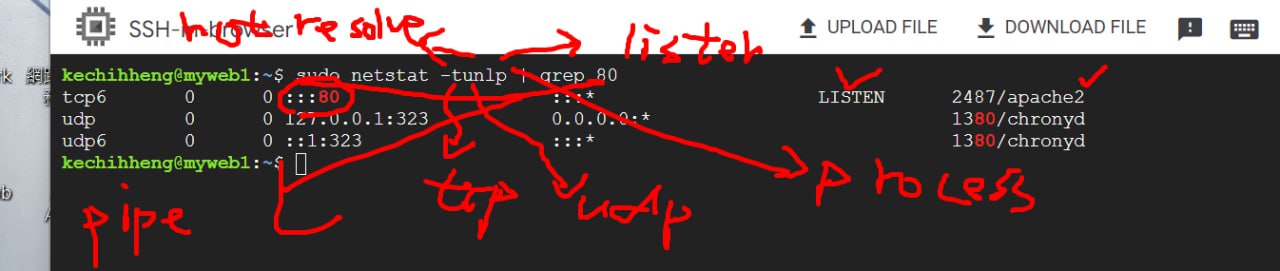 SSH-in-browser
UPLOAD FILE
DOWNLOAD FILE
not resolve
listen
kechihheng@myweb1:~$ sudo netstat -tunlp | grep 80
tcp6 0 0 :::80 :::* LISTEN 2487/apache2
udp 0 0 127.0.0.1:323 0.0.0.0:* 1380/chronyd
udp6 0 0 ::1:323 :::* 1380/chronyd
kechihheng@myweb1:~$
tcp
udp
process
pipe
rk 網路
b